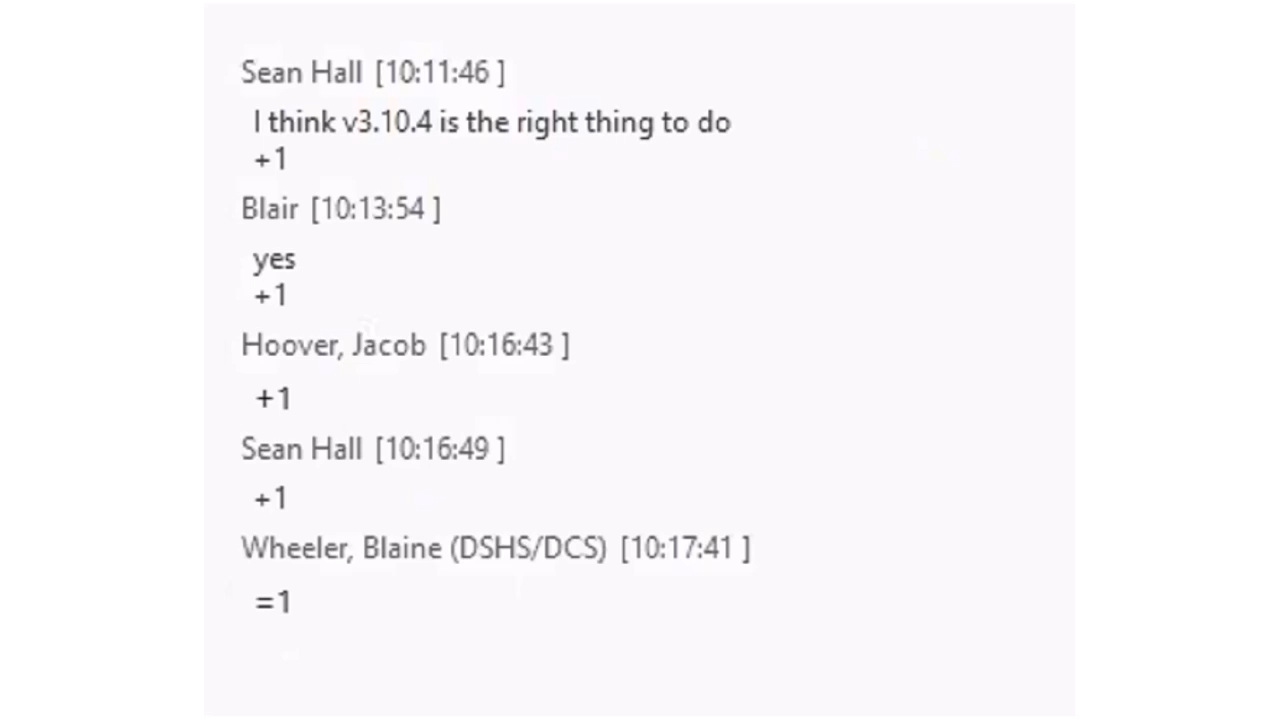 Sean Hall [10:11:46 ]
I think v3.10.4 is the right thing to do
+1
Blair [10:13:54 ]
yes
+1
Hoover, Jacob [10:16:43 ]
+1
Sean Hall [10:16:49 ]
+1
Wheeler, Blaine (DSHS/DCS) [10:17:41 ]
=1